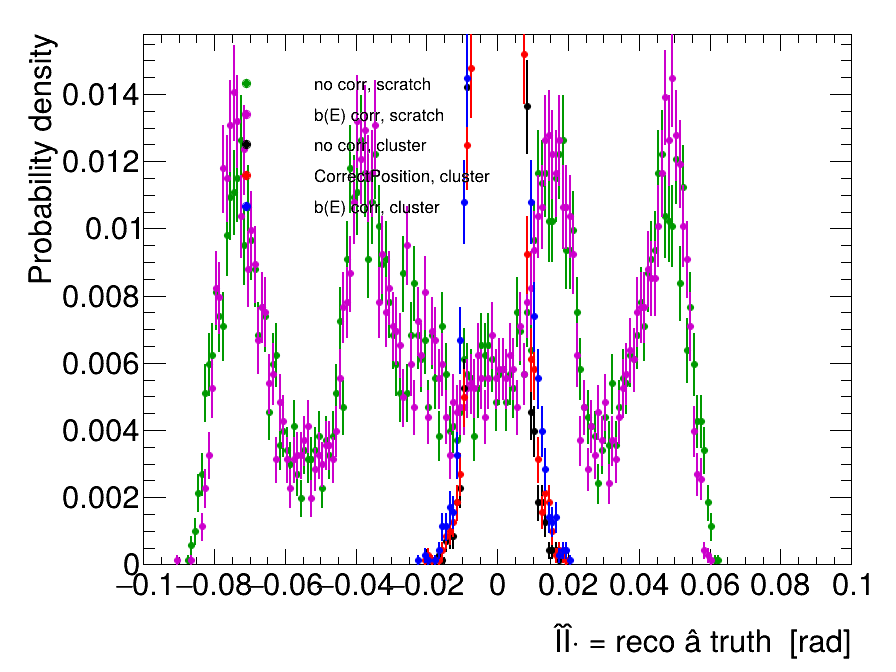 Probability density
0.014
0.012
0.01
0.008
0.006
0.004
0.002
0
no corr, scratch
b(E) corr, scratch
no corr, cluster
CorrectPosition, cluster
b(E) corr, cluster
−0.1 −0.08 −0.06 −0.04 −0.02 0 0.02 0.04 0.06 0.08 0.1
ÎÎ· = reco â truth [rad]